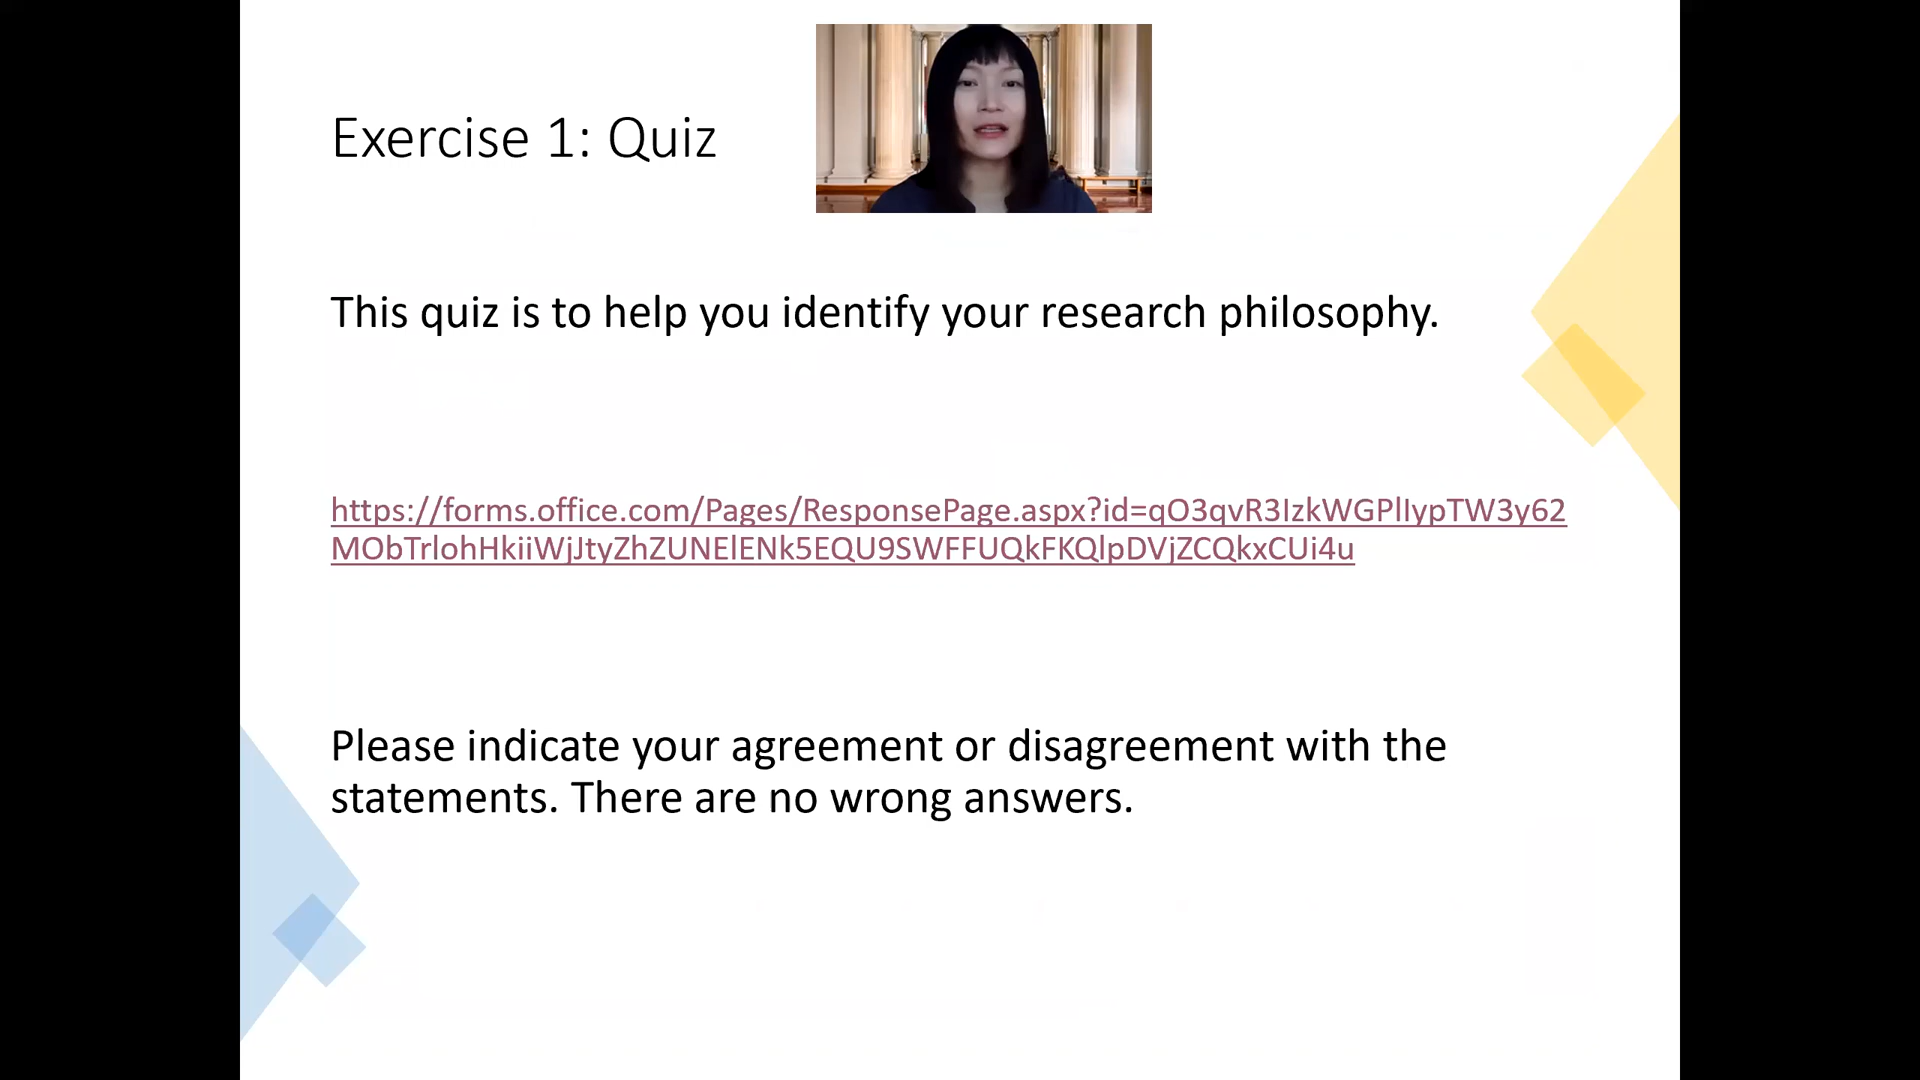 Exercise 1: Quiz
This quiz is to help you identify your research philosophy.
https://forms.office.com/Pages/ResponsePage.aspx?id=qO3qvR3IzkWGPlIypTW3y62
MObTrlohHkiiWjJtyZhZUNElENk5EQU9SWFFUQkFKQlpDVjZCQkxCUi4u
Please indicate your agreement or disagreement with the
statements. There are no wrong answers.